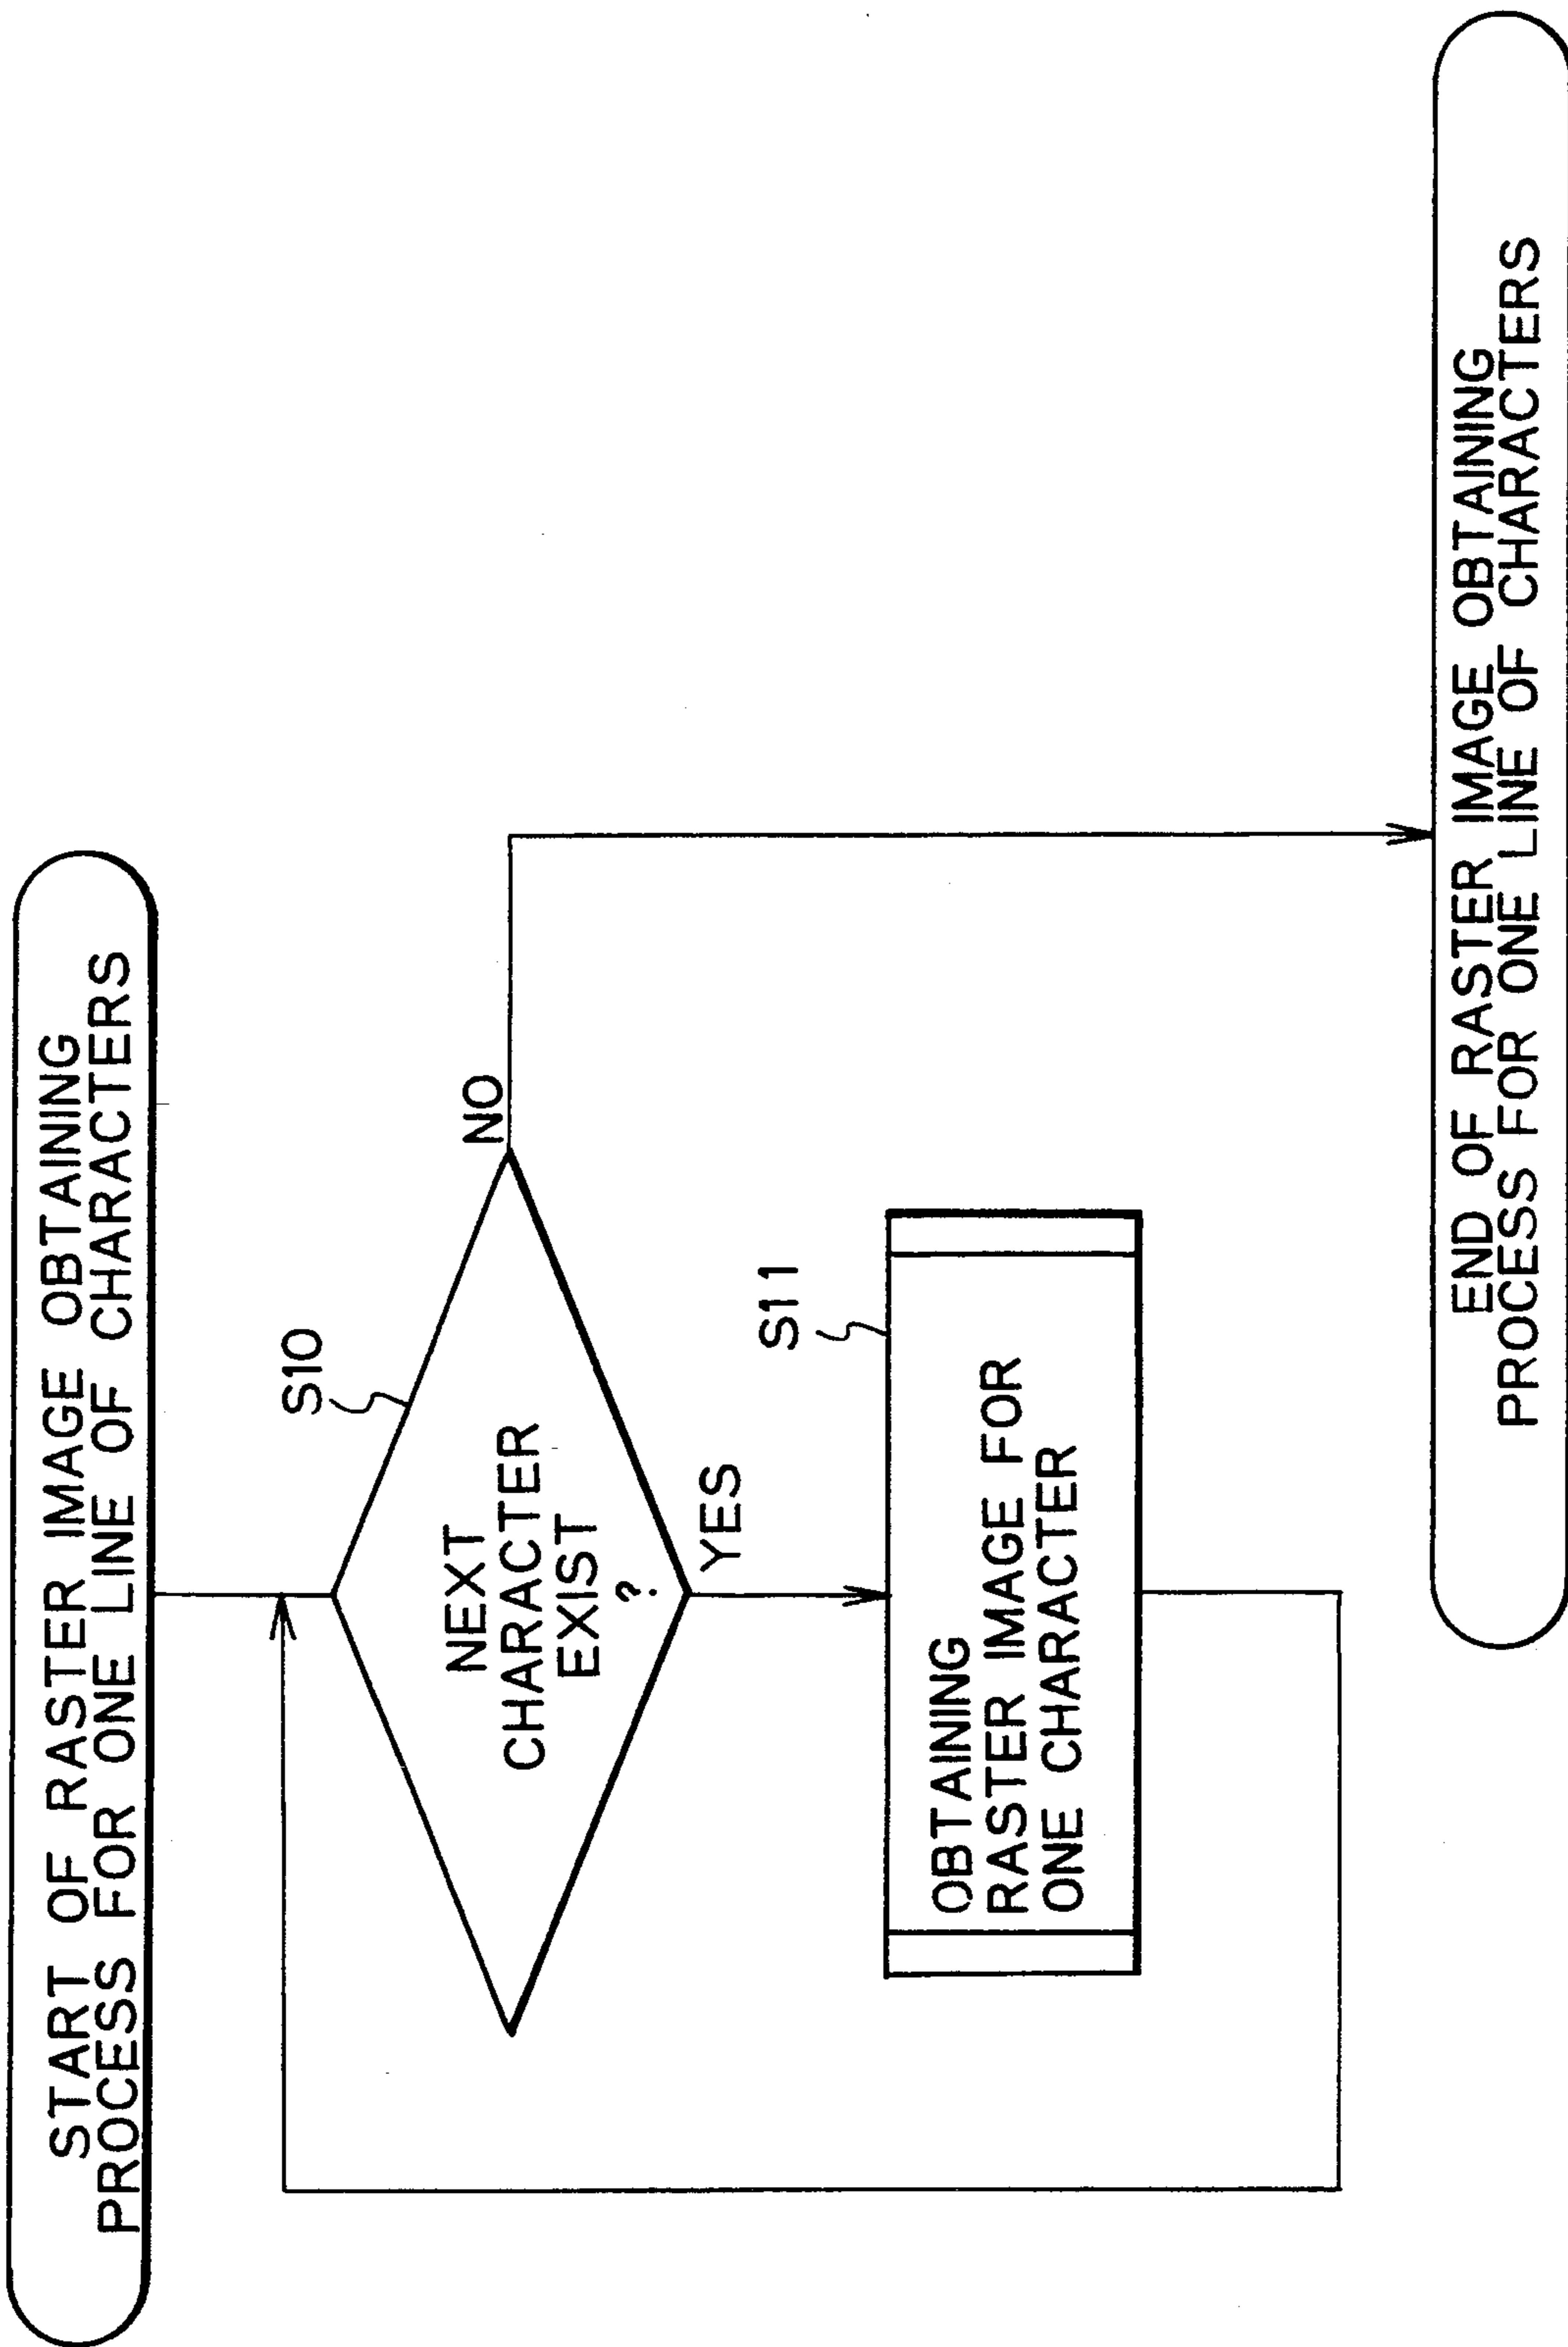 START OF RASTER IMAGE OBTAINING
PROCESS FOR ONE LINE OF CHARACTERS
S10
NEXT
CHARACTER
EXIST
?
NO
YES
S11
OBTAINING
RASTER IMAGE FOR
ONE CHARACTER
END OF RASTER IMAGE OBTAINING
PROCESS FOR ONE LINE OF CHARACTERS